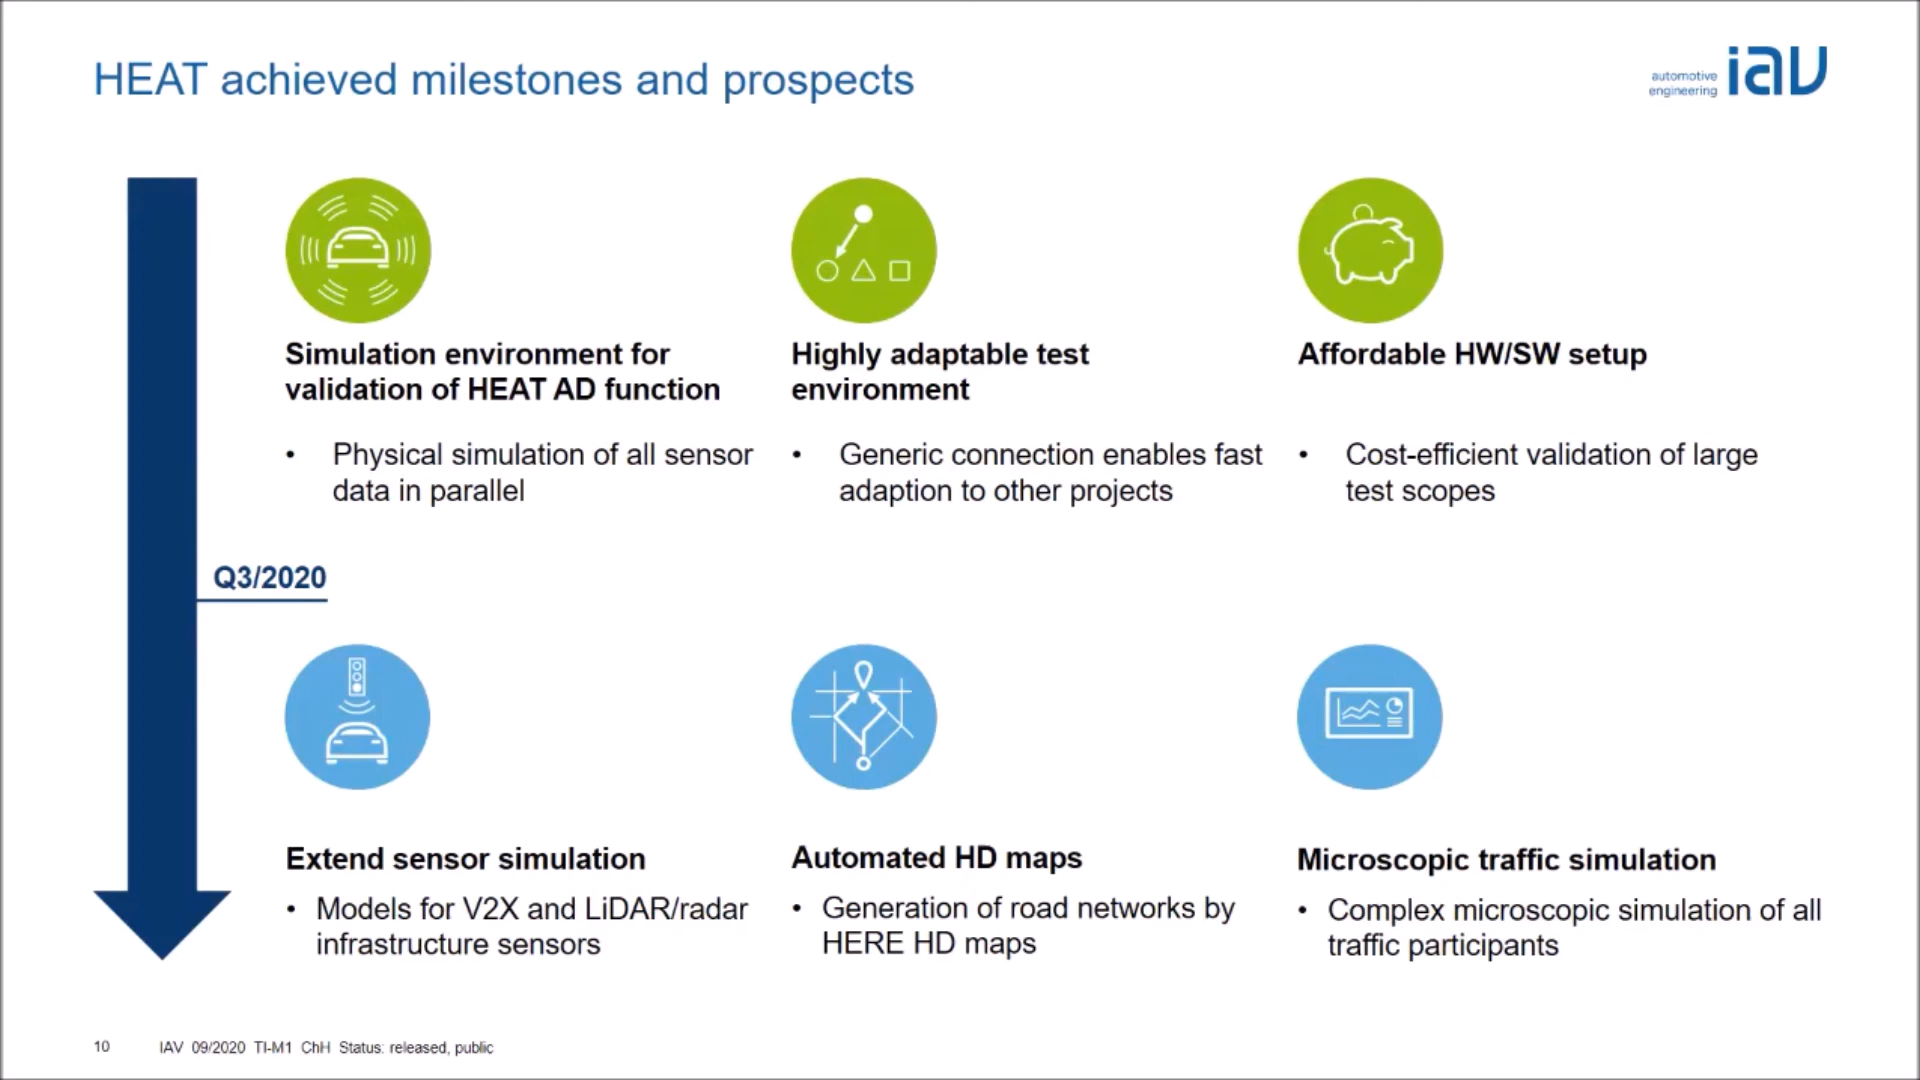 HEAT achieved milestones and prospects
automotive
engineering
iav
Simulation environment for
validation of HEAT AD function
• Physical simulation of all sensor
data in parallel
Highly adaptable test
environment
• Generic connection enables fast
adaption to other projects
Affordable HW/SW setup
• Cost-efficient validation of large
test scopes
Q3/2020
Extend sensor simulation
• Models for V2X and LiDAR/radar
infrastructure sensors
Automated HD maps
• Generation of road networks by
HERE HD maps
Microscopic traffic simulation
• Complex microscopic simulation of all
traffic participants
10 IAV 09/2020 TI-M1 ChH Status: released, public